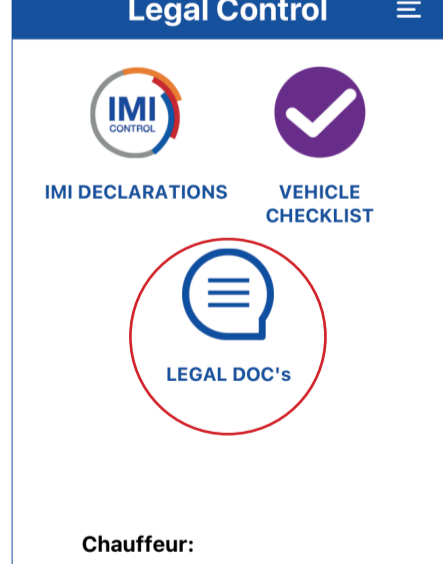 Legal Control
IMI
CONTROL
IMI DECLARATIONS
VEHICLE
CHECKLIST
LEGAL DOC's
Chauffeur: